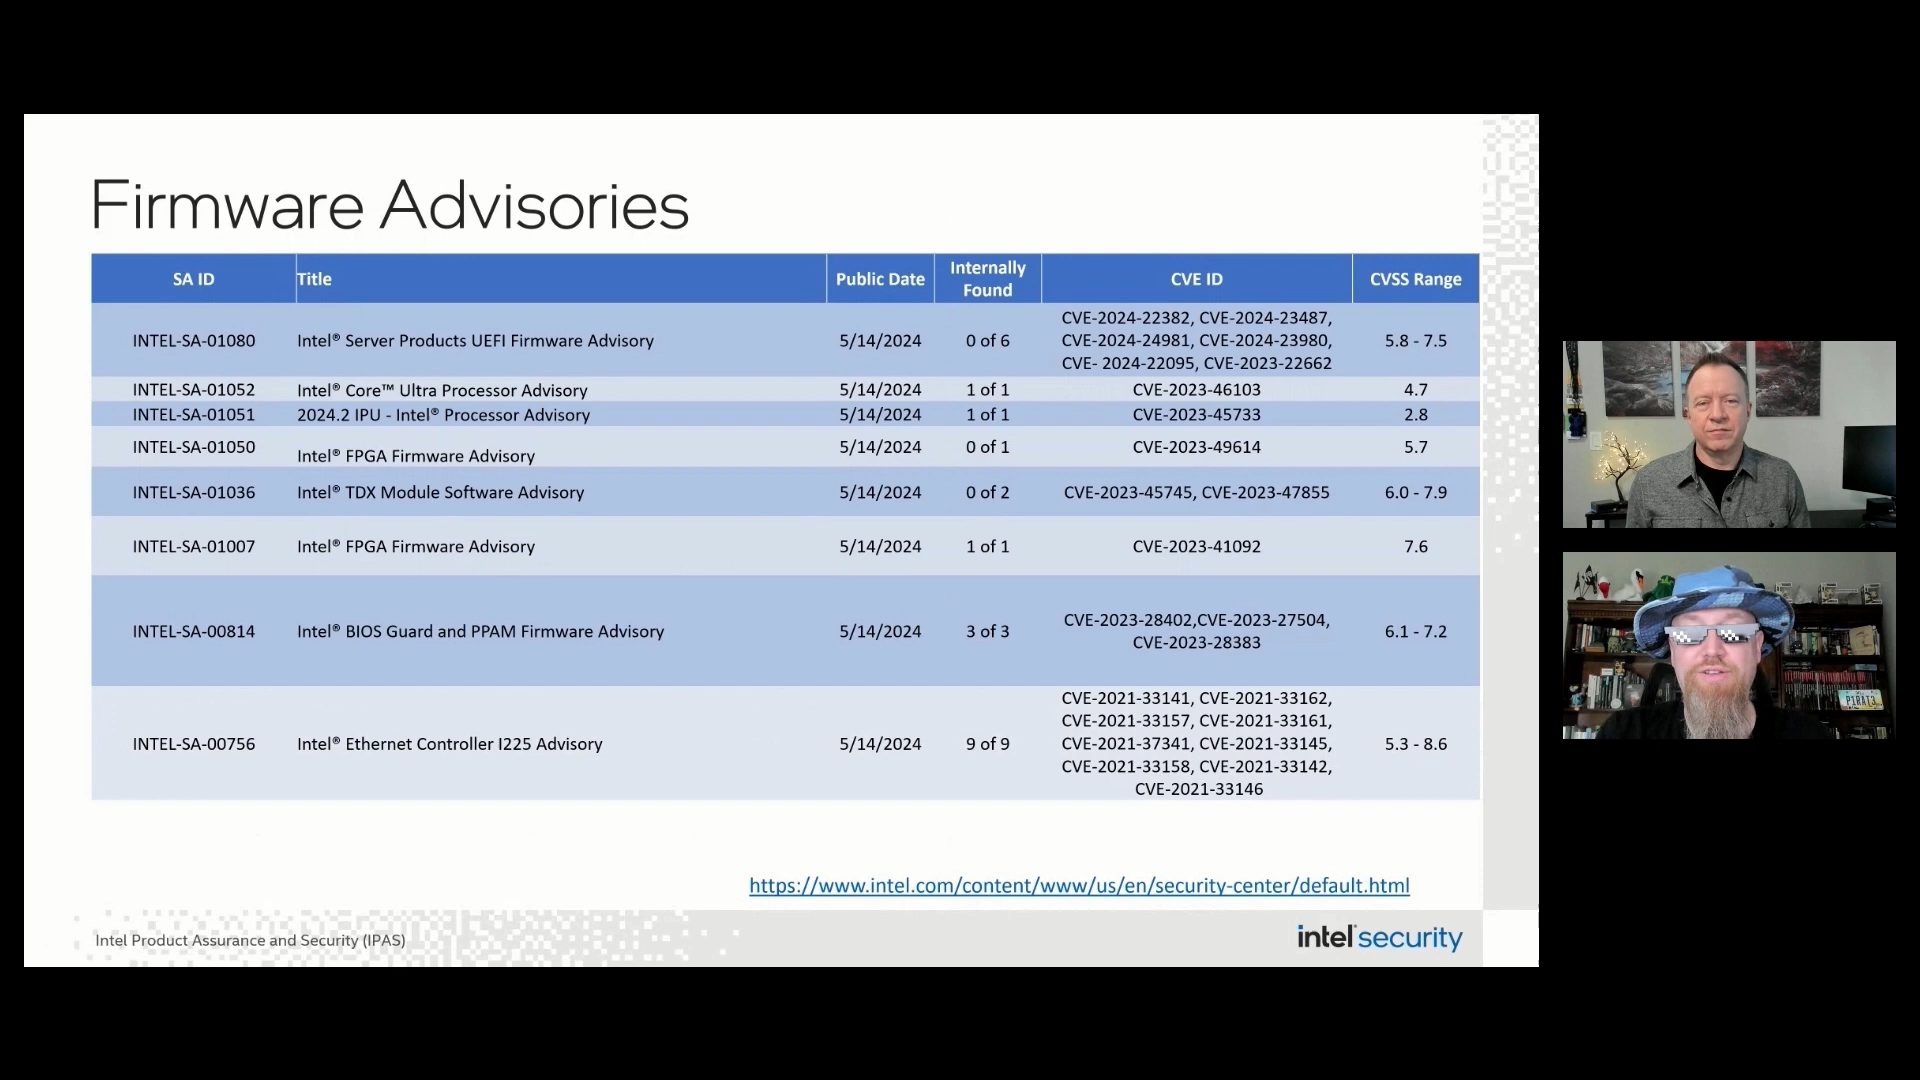 Firmware Advisories
SA ID Title Public Date Internally Found CVE ID CVSS Range
INTEL-SA-01080 Intel® Server Products UEFI Firmware Advisory 5/14/2024 0 of 6 CVE-2024-22382, CVE-2024-23487,
CVE-2024-24981, CVE-2024-23980,
CVE- 2024-22095, CVE-2023-22662 5.8 - 7.5
INTEL-SA-01052 Intel® Core™ Ultra Processor Advisory 5/14/2024 1 of 1 CVE-2023-46103 4.7
INTEL-SA-01051 2024.2 IPU - Intel® Processor Advisory 5/14/2024 1 of 1 CVE-2023-45733 2.8
INTEL-SA-01050 Intel® FPGA Firmware Advisory 5/14/2024 0 of 1 CVE-2023-49614 5.7
INTEL-SA-01036 Intel® TDX Module Software Advisory 5/14/2024 0 of 2 CVE-2023-45745, CVE-2023-47855 6.0 - 7.9
INTEL-SA-01007 Intel® FPGA Firmware Advisory 5/14/2024 1 of 1 CVE-2023-41092 7.6
INTEL-SA-00814 Intel® BIOS Guard and PPAM Firmware Advisory 5/14/2024 3 of 3 CVE-2023-28402,CVE-2023-27504,
CVE-2023-28383 6.1 - 7.2
INTEL-SA-00756 Intel® Ethernet Controller I225 Advisory 5/14/2024 9 of 9 CVE-2021-33141, CVE-2021-33162,
CVE-2021-33157, CVE-2021-33161,
CVE-2021-37341, CVE-2021-33145,
CVE-2021-33158, CVE-2021-33142,
CVE-2021-33146 5.3 - 8.6
https://www.intel.com/content/www/us/en/security-center/default.html
Intel Product Assurance and Security (IPAS)
intel security
P1RAT3